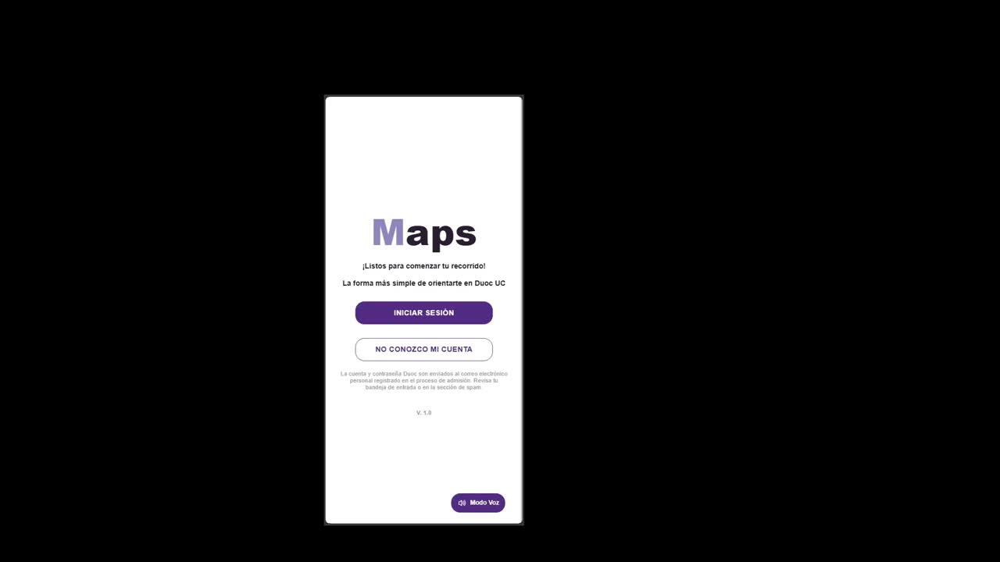 Maps
¡Listos para comenzar tu recorrido!
La forma más simple de orientarte en Duoc UC
INICIAR SESIÓN
NO CONOZCO MI CUENTA
La cuenta y contraseña Duoc son enviados al correo electrónico
personal registrado en el proceso de admisión. Revisa tu
bandeja de entrada o en la sección de spam.
V. 1.0
Modo Voz